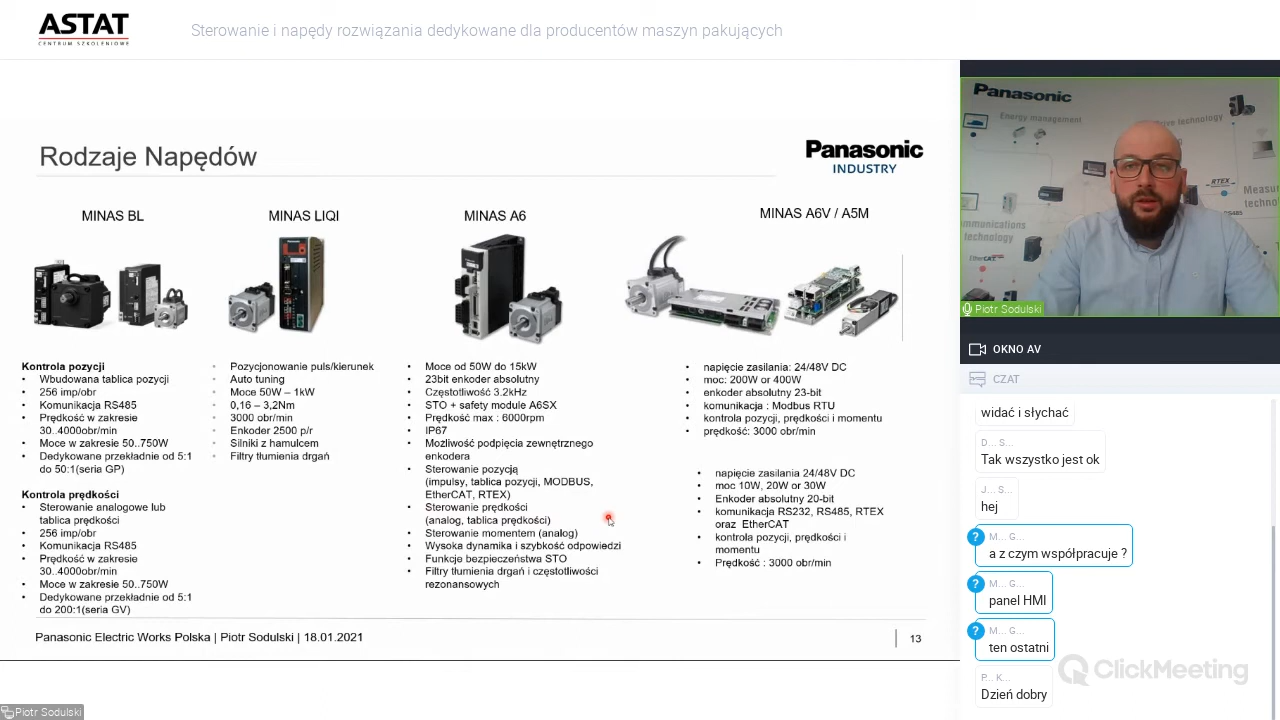 ASTAT
CENTRUM SZKOLENIOWE
Sterowanie i napędy rozwiązania dedykowane dla producentów maszyn pakujących
Rodzaje Napędów
Panasonic
INDUSTRY
MINAS BL
MINAS LIQI
MINAS A6
MINAS A6V / A5M
Kontrola pozycji
• Wbudowana tablica pozycji
• 256 imp/obr
• Komunikacja RS485
• Prędkość w zakresie
30..4000obr/min
• Moce w zakresie 50..750W
• Dedykowane przekładnie od 5:1
do 50:1(seria GP)
Kontrola prędkości
• Sterowanie analogowe lub
tablica prędkości
• 256 imp/obr
• Komunikacja RS485
• Prędkość w zakresie
30..4000obr/min
• Moce w zakresie 50..750W
• Dedykowane przekładnie od 5:1
do 200:1(seria GV)
• Pozycjonowanie puls/kierunek
• Auto tuning
• Moce 50W – 1kW
• 0,16 – 3,2Nm
• 3000 obr/min
• Enkoder 2500 p/r
• Silniki z hamulcem
• Filtry tłumienia drgań
• Moce od 50W do 15kW
• 23bit enkoder absolutny
• Częstotliwość 3.2kHz
• STO + safety module A6SX
• Prędkość max : 6000rpm
• IP67
• Możliwość podpięcia zewnętrznego
enkodera
• Sterowanie pozycją
(impulsy, tablica pozycji, MODBUS,
EtherCAT, RTEX)
• Sterowanie prędkości
(analog, tablica prędkości)
• Sterowanie momentem (analog)
• Wysoka dynamika i szybkość odpowiedzi
• Funkcje bezpieczeństwa STO
• Filtry tłumienia drgań i częstotliwości
rezonansowych
• napięcie zasilania: 24/48V DC
• moc: 200W or 400W
• enkoder absolutny 23-bit
• komunikacja : Modbus RTU
• kontrola pozycji, prędkości i momentu
• prędkość: 3000 obr/min
• napięcie zasilania 24/48V DC
• moc 10W, 20W or 30W
• Enkoder absolutny 20-bit
• komunikacja RS232, RS485, RTEX
oraz EtherCAT
• kontrola pozycji, prędkości i
momentu
• Prędkość : 3000 obr/min
Panasonic Electric Works Polska | Piotr Sodulski | 18.01.2021
13
Piotr Sodulski
Panasonic
Energy management
Drive technology
RTEX
RS485
EtherCAT
Piotr Sodulski
OKNO AV
CZAT
widać i słychać
D... S...
Tak wszystko jest ok
J... S...
hej
? M... G...
a z czym współpracuje ?
? M... G...
panel HMI
? M... G...
ten ostatni
P... K...
Dzień dobry
ClickMeeting